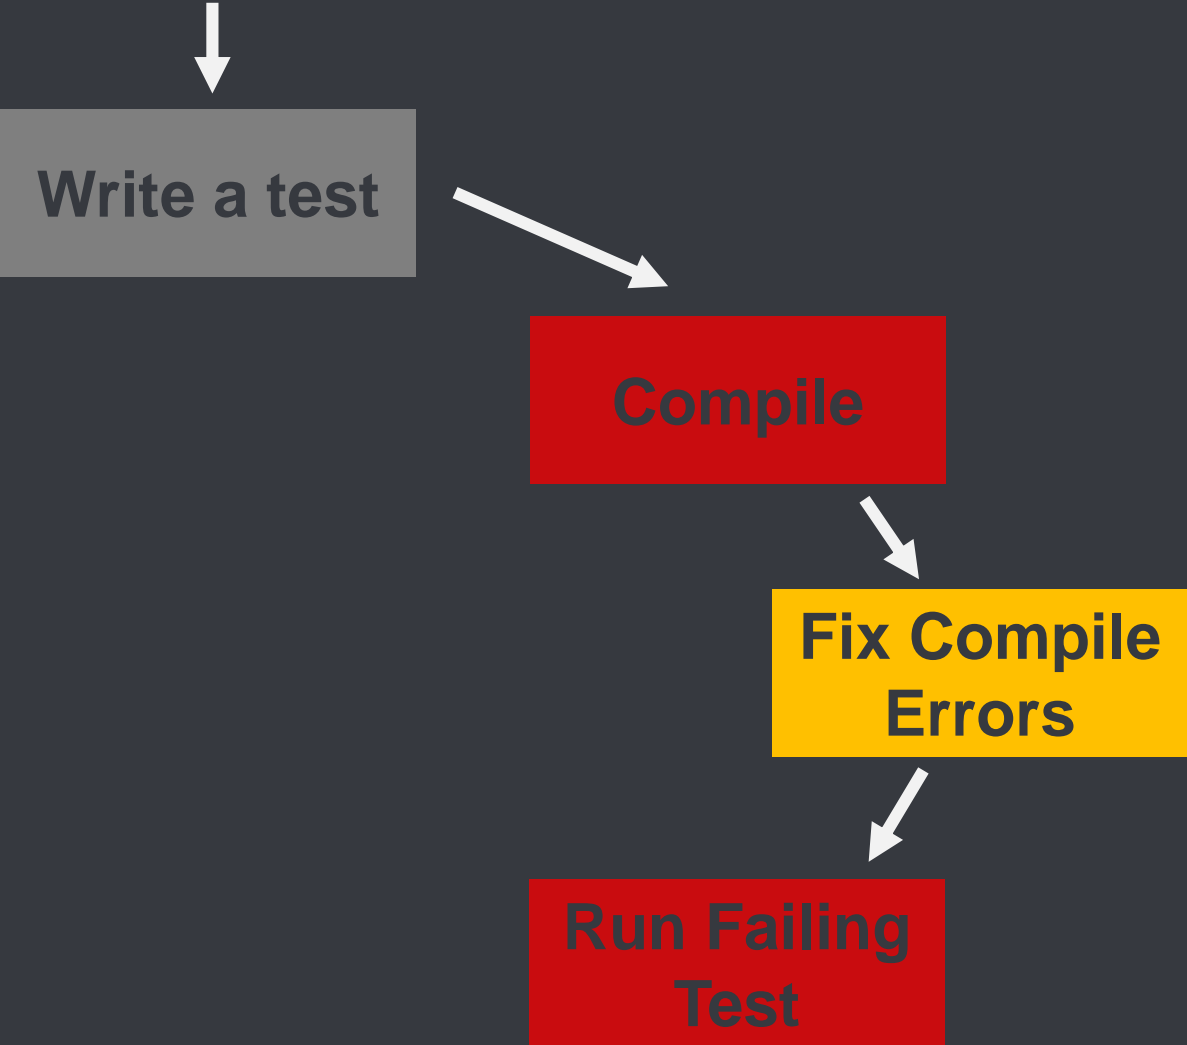 Write a test
Compile
Fix Compile
Errors
Run Failing
Test